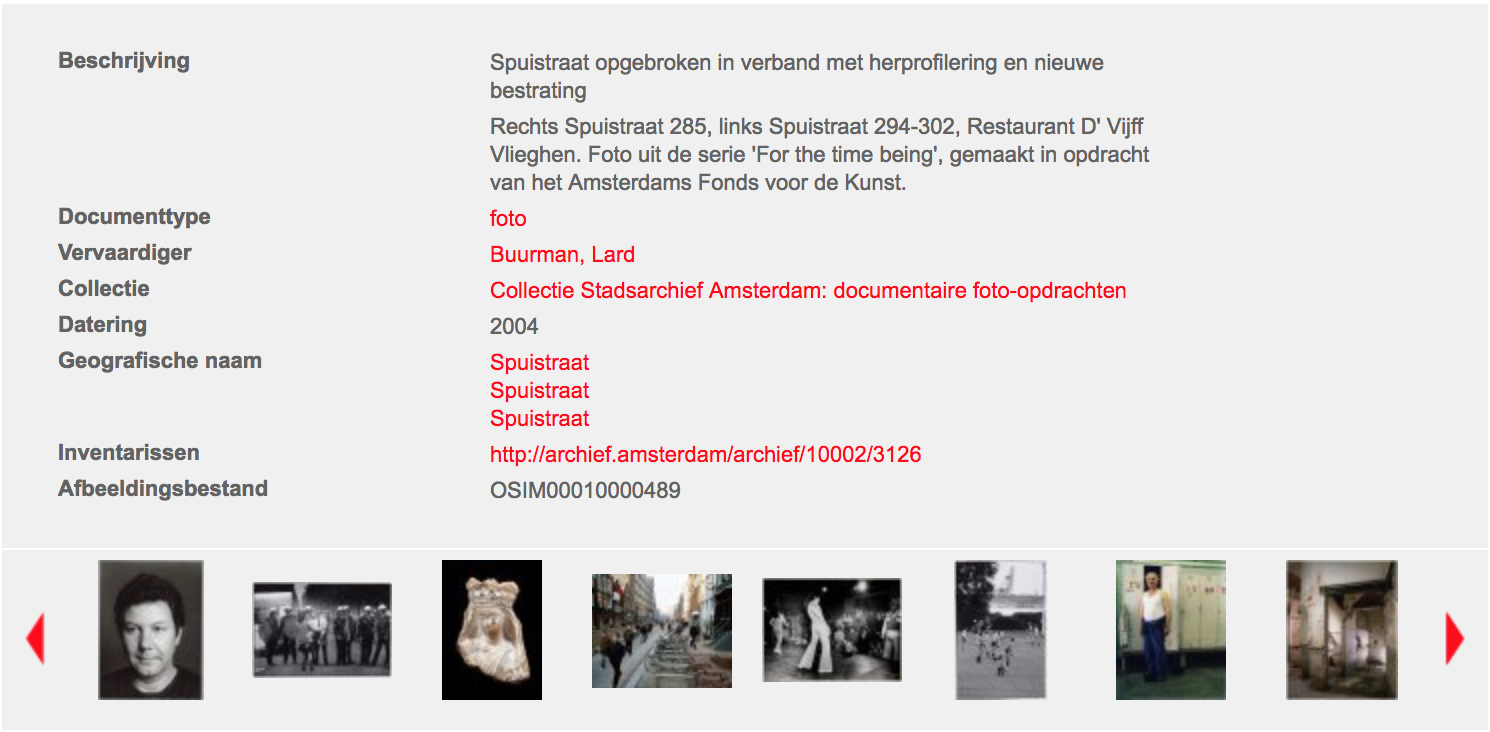 Beschrijving
Spuistraat opgebroken in verband met herprofilering en nieuwe
bestrating
Rechts Spuistraat 285, links Spuistraat 294-302, Restaurant D' Vijff
Vlieghen. Foto uit de serie 'For the time being', gemaakt in opdracht
van het Amsterdams Fonds voor de Kunst.
Documenttype foto
Vervaardiger Buurman, Lard
Collectie Collectie Stadsarchief Amsterdam: documentaire foto-opdrachten
Datering 2004
Geografische naam Spuistraat
Spuistraat
Spuistraat
Inventarissen http://archief.amsterdam/archief/10002/3126
Afbeeldingsbestand OSIM00010000489